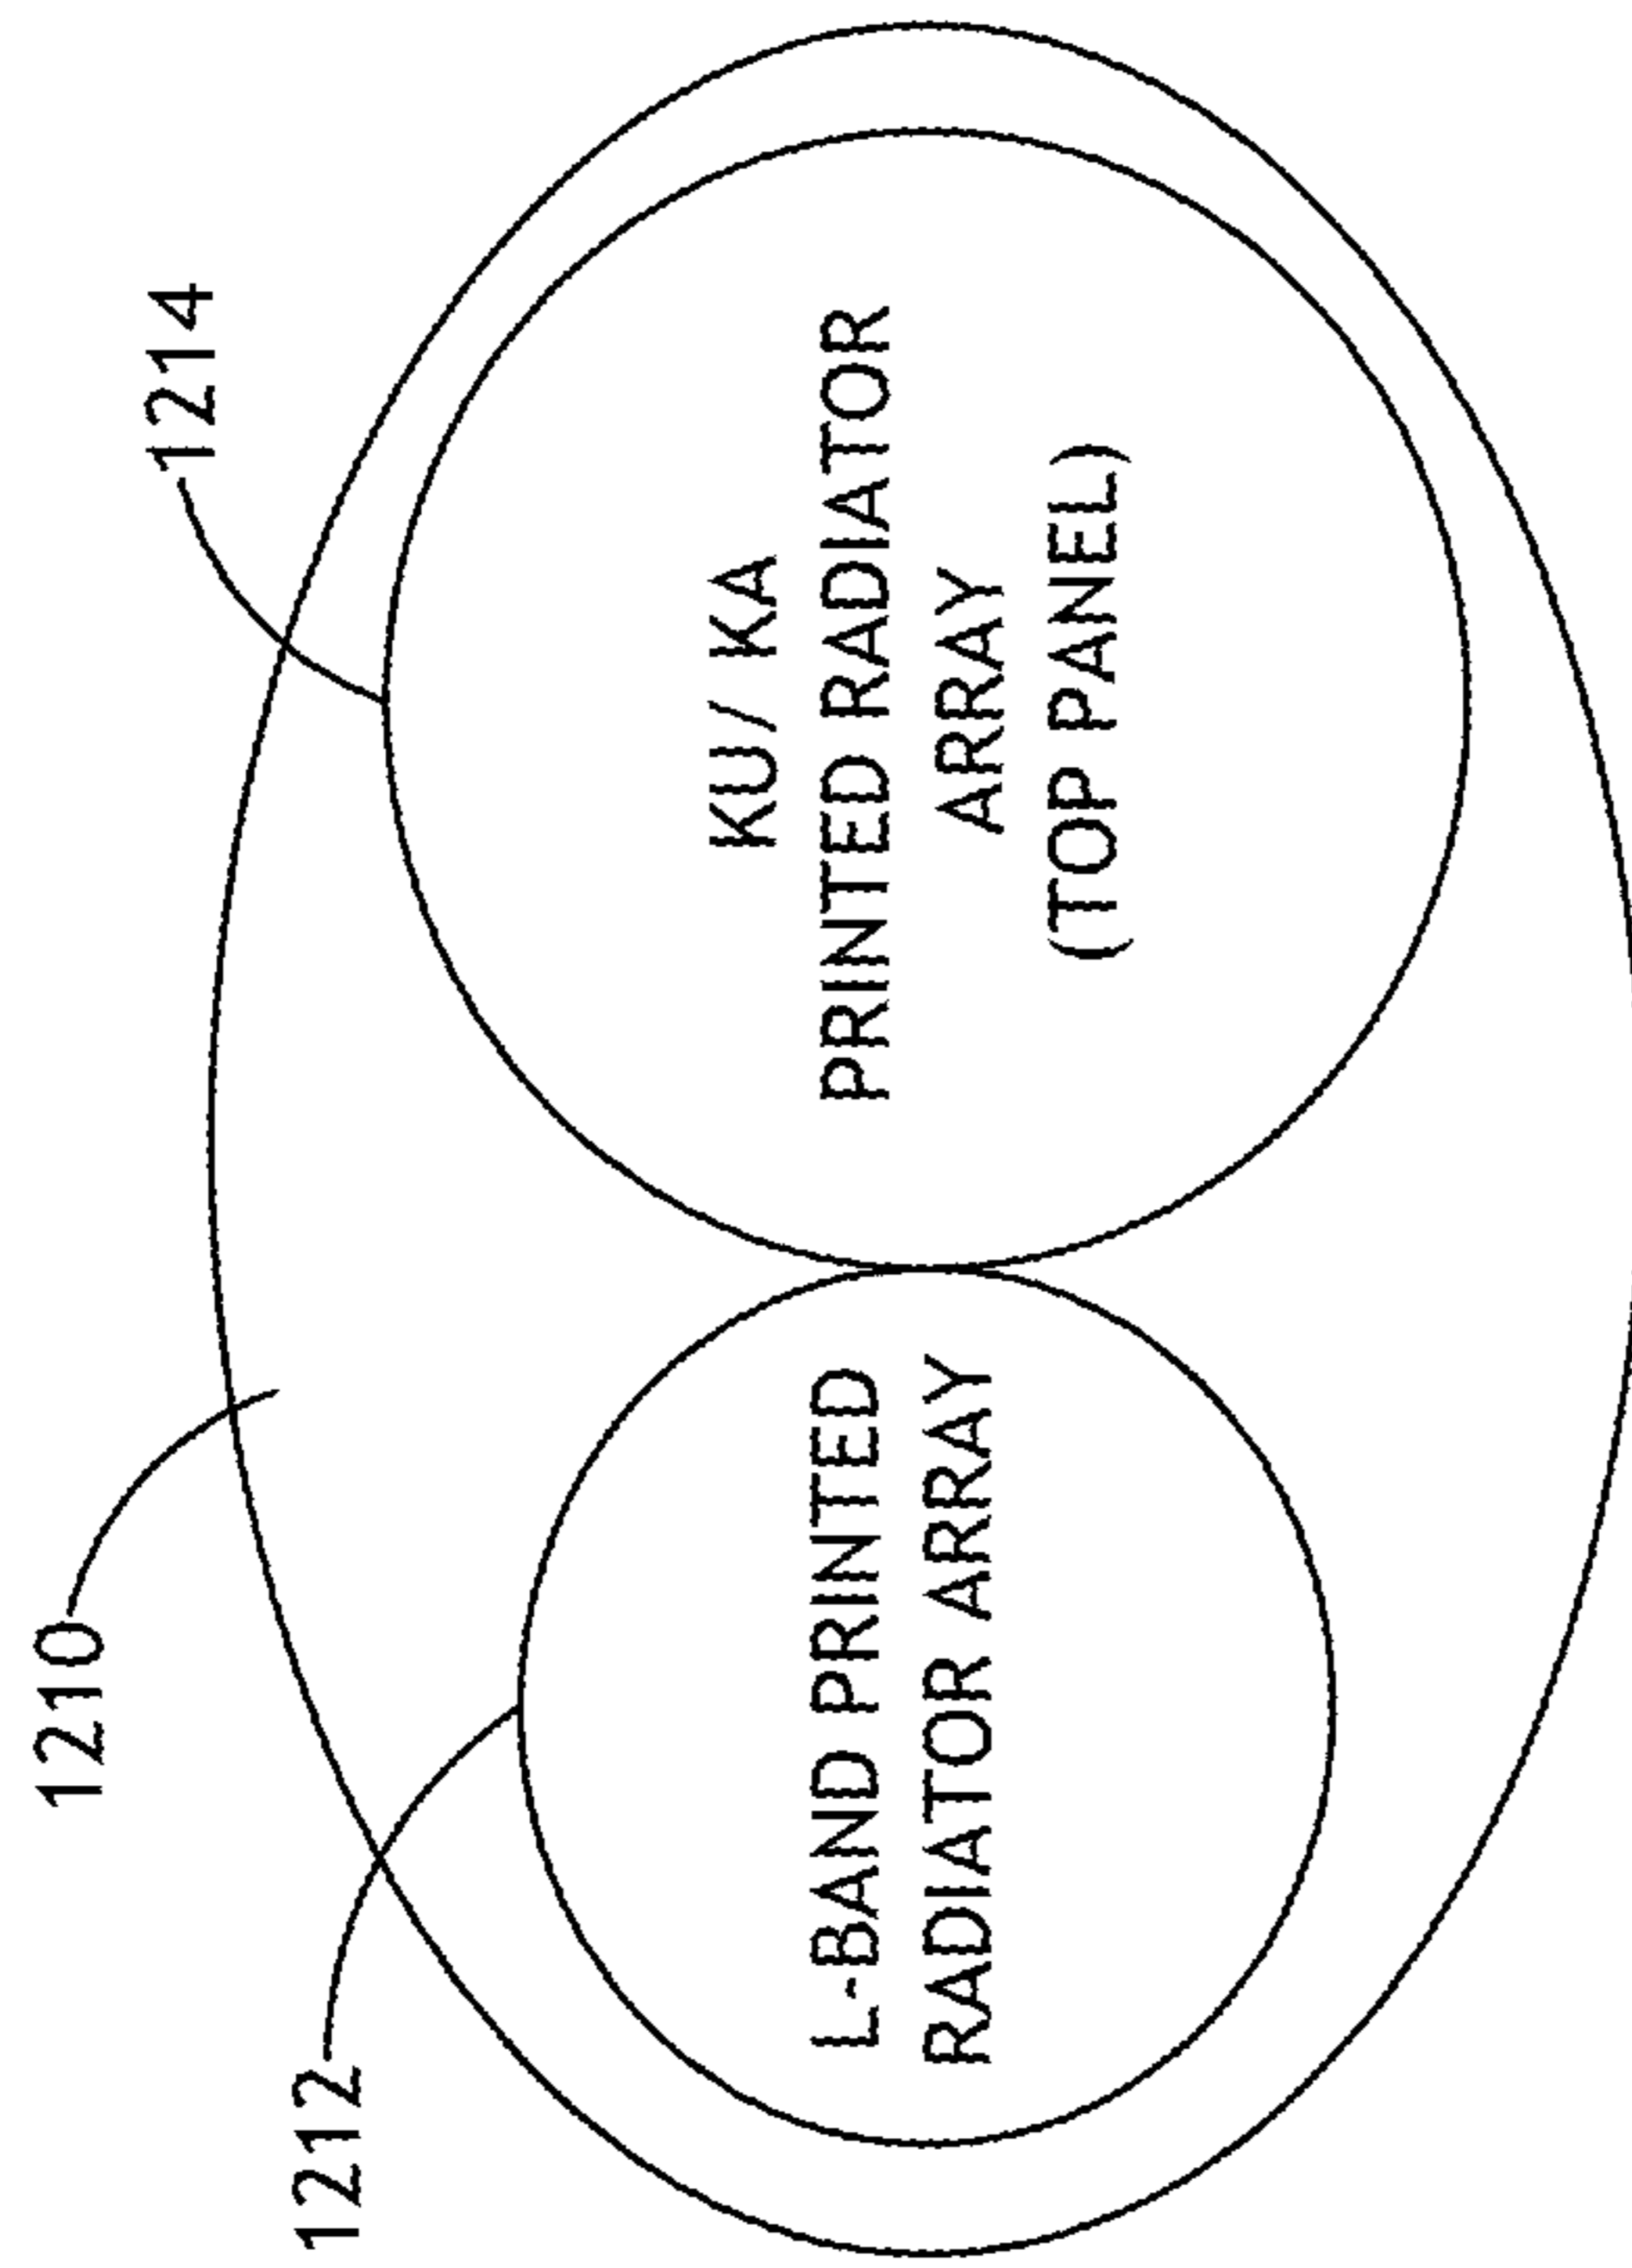 1210
1212
1214
L-BAND PRINTED
RADIATOR ARRAY
KU/ KA
PRINTED RADIATOR
ARRAY
(TOP PANEL)